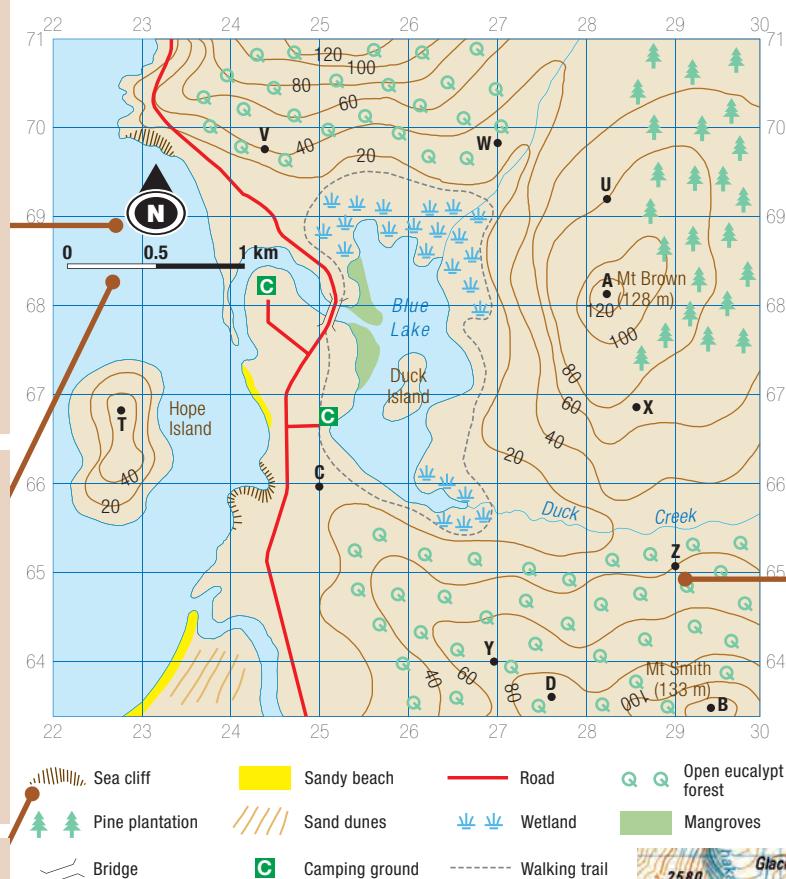 22 23 24 25 26 27 28 29 30
71 71
120
100
80
60
70 70
V
40
W
20
U
N
69 69
0 0.5 1 km
C
A Mt Brown
(128 m)
68 68
Blue
Lake
120
100
80
67 67
Duck
Island
60
X
Hope
Island
T
C
40
20
40
20
C
66 66
Duck Creek
Z
65 65
Y
64 64
Mt Smith
(133 m)
40
60
80
D
100
B
22 23 24 25 26 27 28 29 30
Sea cliff
Sandy beach
Road
Open eucalypt
forest
Pine plantation
Sand dunes
Wetland
Mangroves
Bridge
C Camping ground
Walking trail
2580